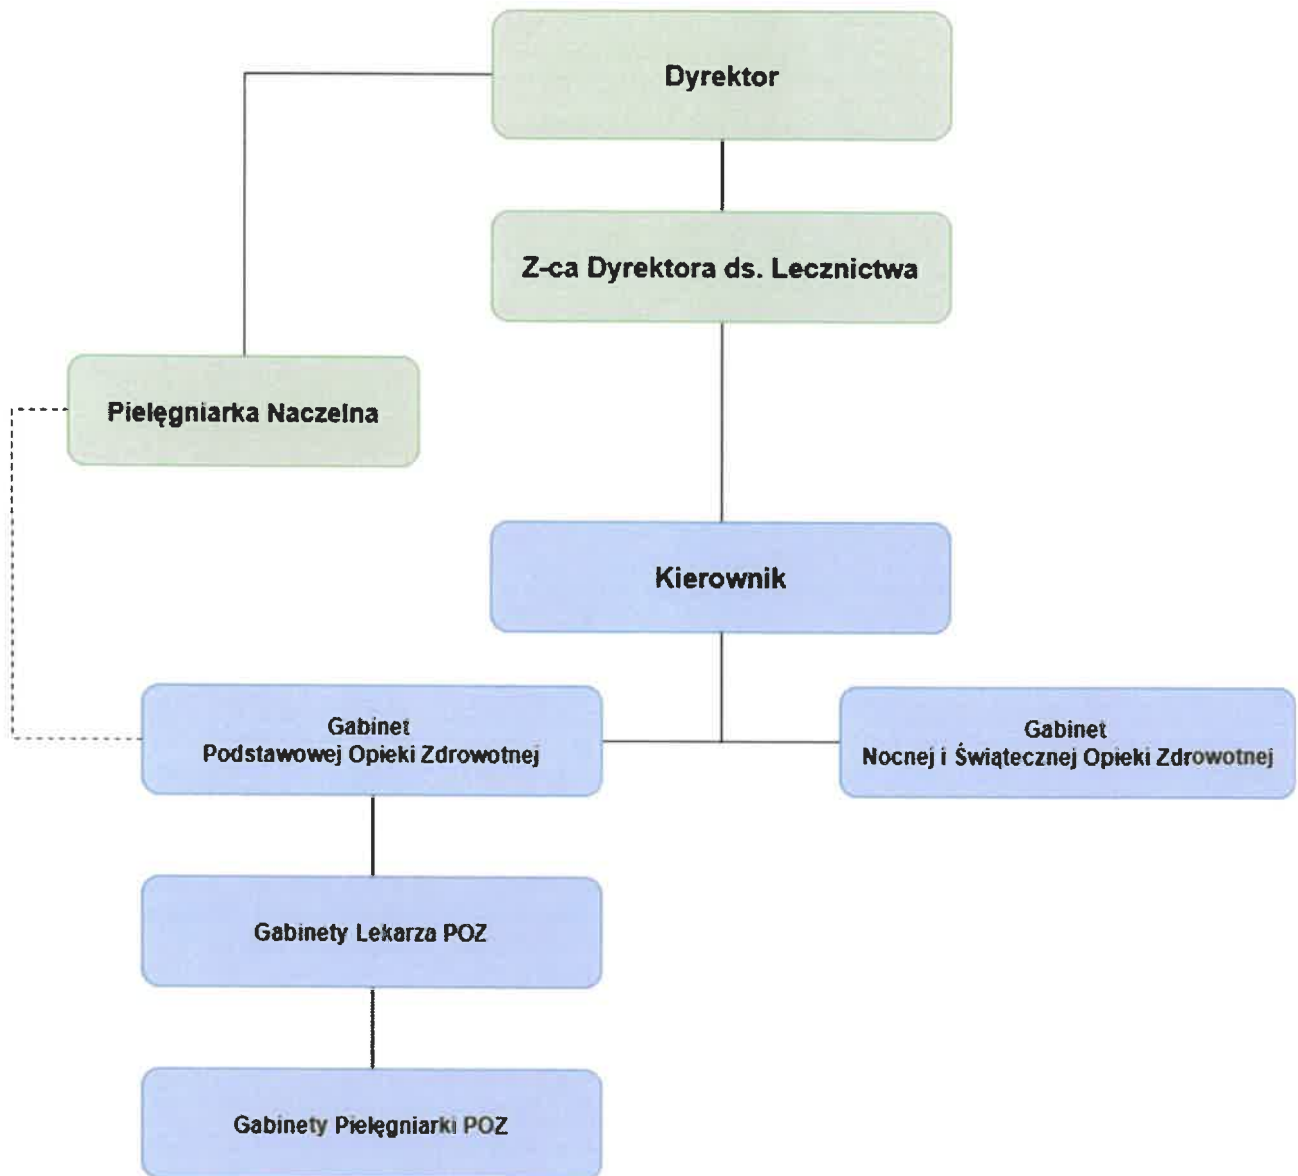 Dyrektor
Z-ca Dyrektora ds. Lecznictwa
Pielęgniarka Naczelna
Kierownik
Gabinet
Podstawowej Opieki Zdrowotnej
Gabinet
Nocnej i Świątecznej Opieki Zdrowotnej
Gabinety Lekarza POZ
Gabinety Pielęgniarki POZ